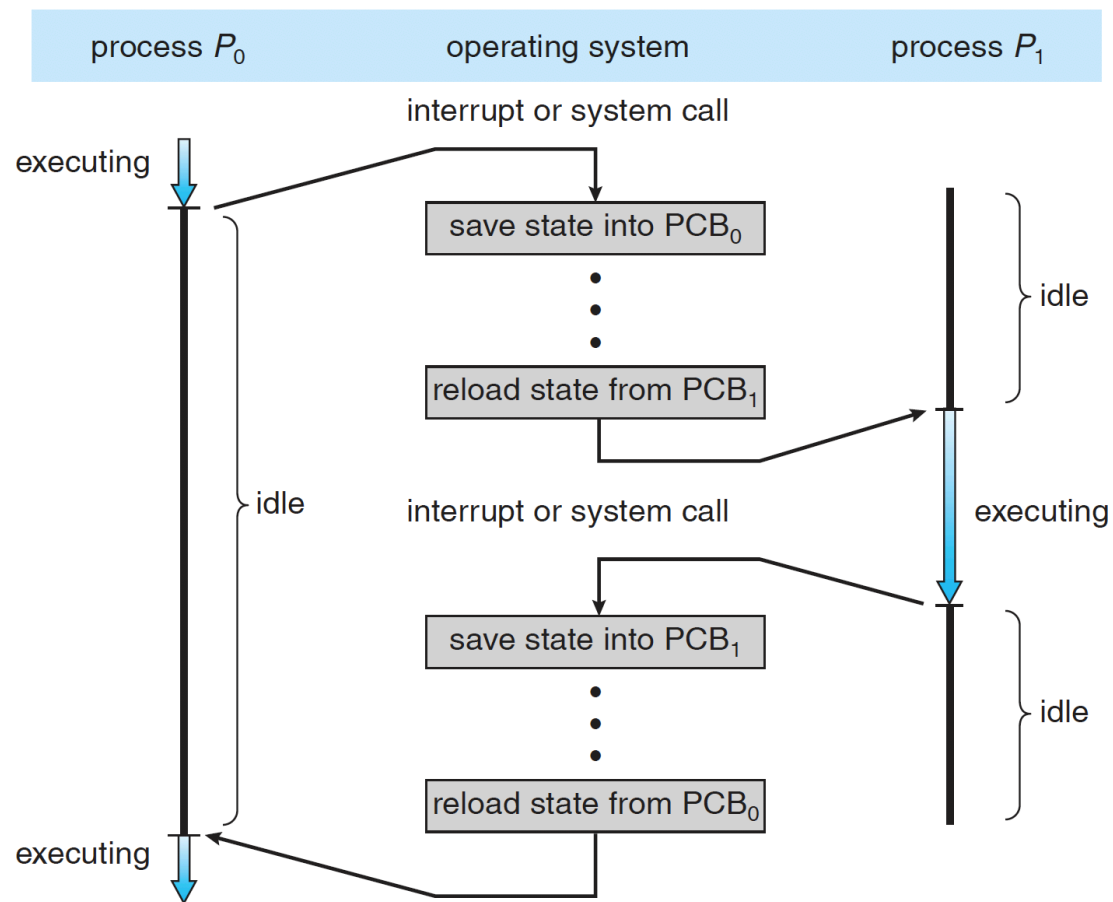 process P0 operating system process P1
interrupt or system call
executing
save state into PCB0
idle
reload state from PCB1
idle
interrupt or system call
executing
save state into PCB1
idle
reload state from PCB0
executing